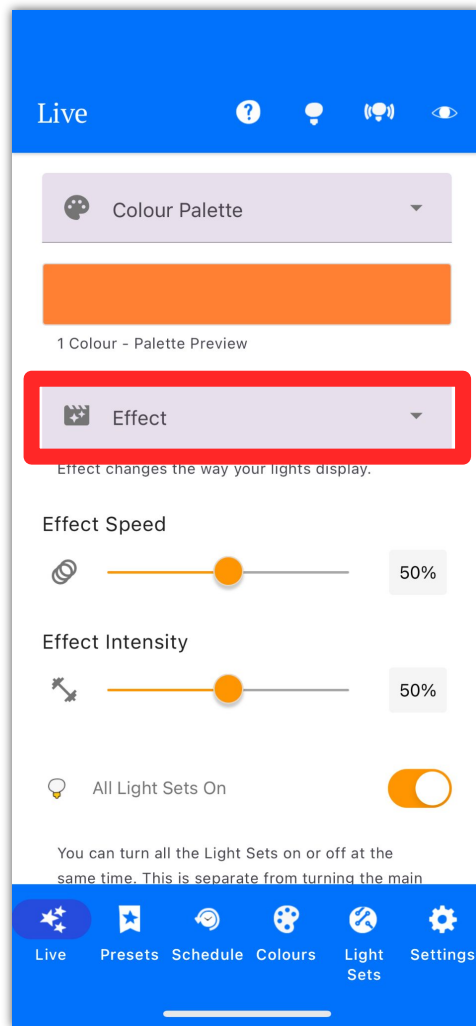 Live
Colour Palette
1 Colour - Palette Preview
Effect
Effect changes the way your lights display.
Effect Speed
50%
Effect Intensity
50%
All Light Sets On
You can turn all the Light Sets on or off at the
same time. This is separate from turning the main
Live
Presets
Schedule
Colours
Light
Sets
Settings